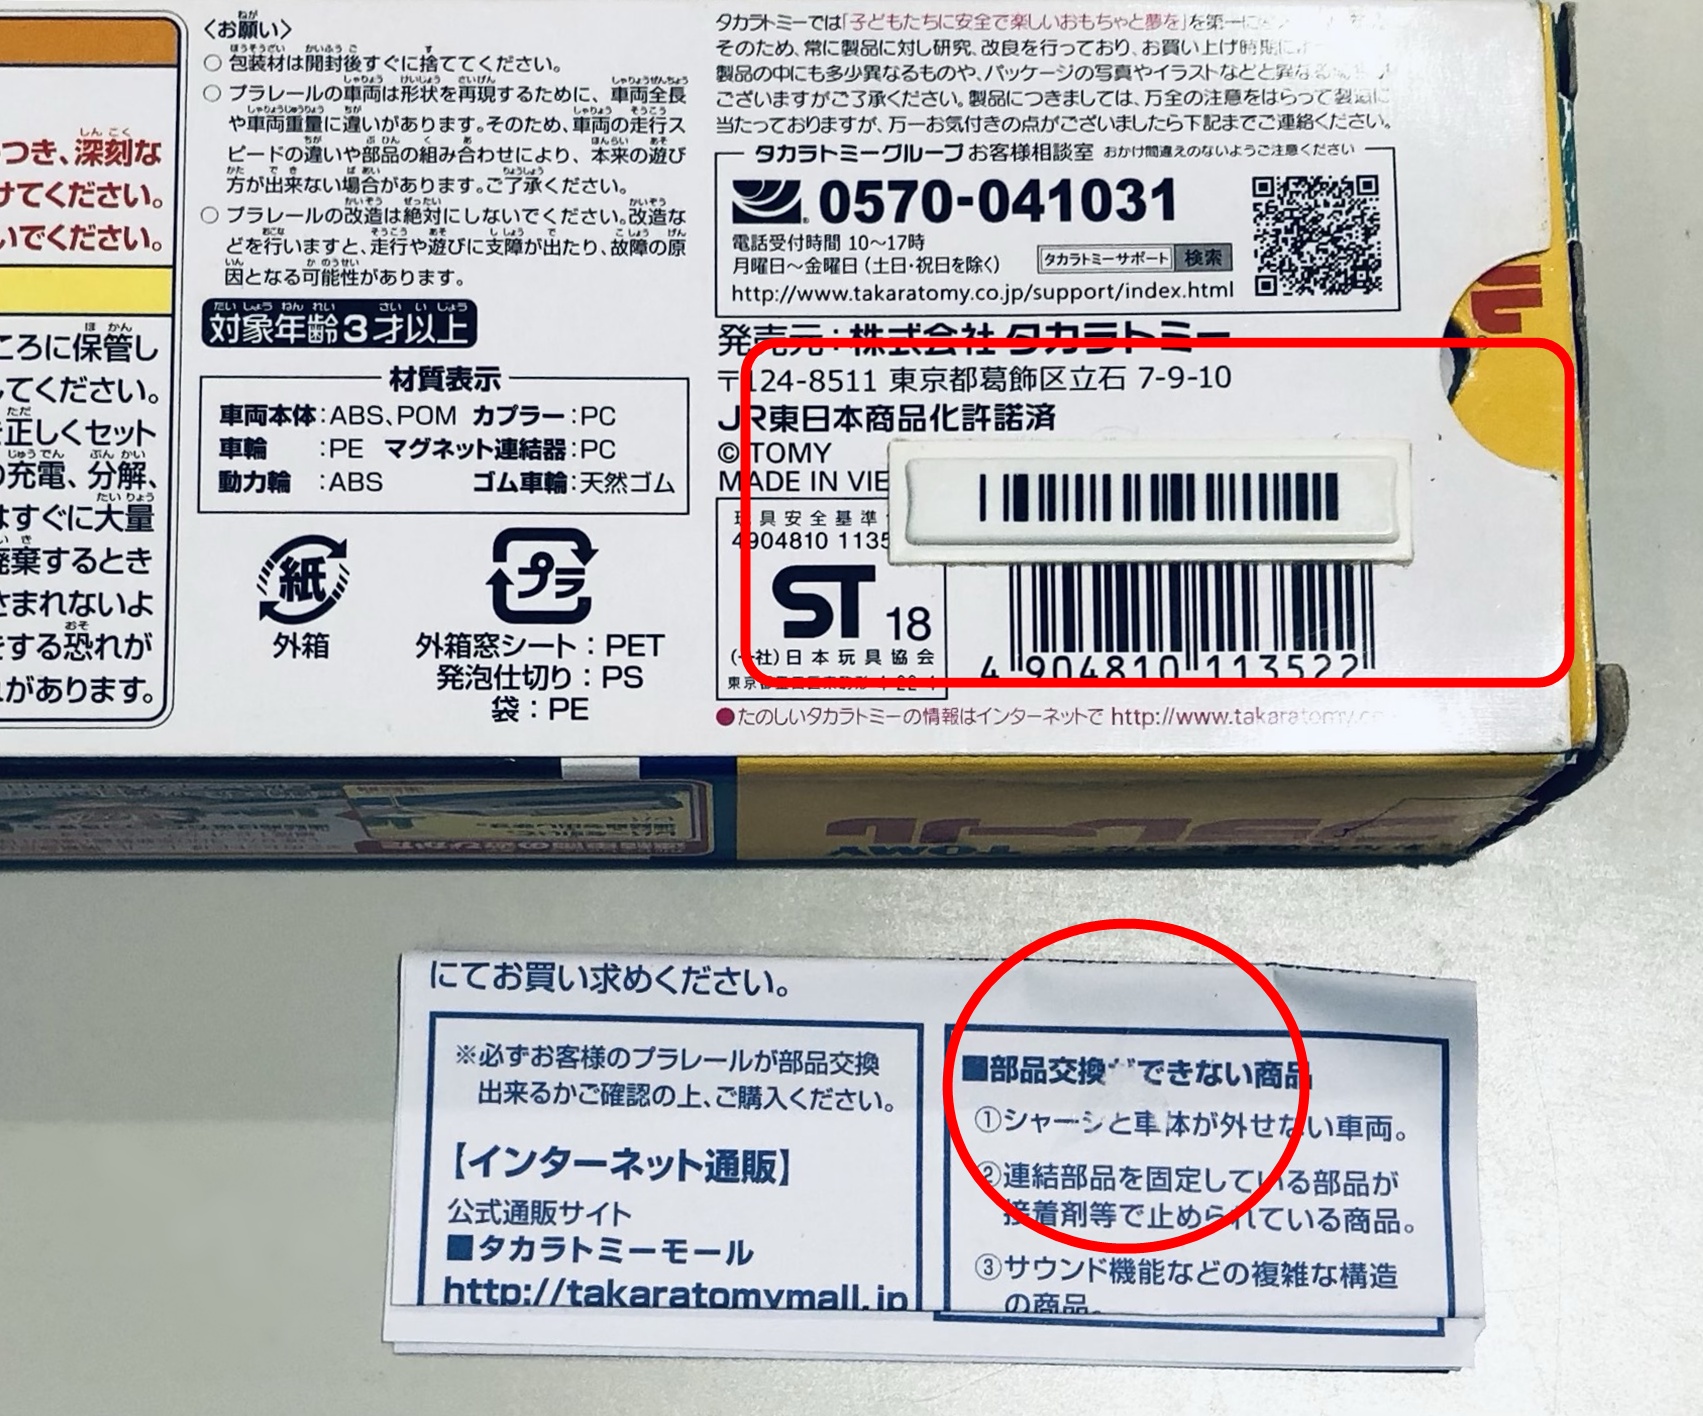 つき、深刻な
けてください。
いでください。
ころに保管し
してください。
正しくセット
の充電、分解、
はすぐに大量
廃棄するとき
さまれないよ
をする恐れが
れがあります。
〈お願い〉
○ 包装材は開封後すぐに捨ててください。
○ プラレールの車両は形状を再現するために、車両全長
や車両重量に違いがあります。そのため、車両の走行ス
ピードの違いや部品の組み合わせにより、本来の遊び
方が出来ない場合があります。ご了承ください。
○ プラレールの改造は絶対にしないでください。改造な
どを行いますと、走行や遊びに支障が出たり、故障の原
因となる可能性があります。
対象年齢3才以上
材質表示
車両本体:ABS、POM カプラー:PC
車輪 :PE マグネット連結器:PC
動力輪 :ABS ゴム車輪:天然ゴム
紙
外箱
プラ
外箱窓シート:PET
発泡仕切り:PS
袋:PE
タカラトミーでは「子どもたちに安全で楽しいおもちゃと夢を」を第一に
そのため、常に製品に対し研究、改良を行っており、お買い上げ時期に
製品の中にも多少異なるものや、パッケージの写真やイラストなどと異なる
ございますがご了承ください。製品につきましては、万全の注意をはらって製造に
当たっておりますが、万一お気付きの点がございましたら下記までご連絡ください。
タカラトミーグループ お客様相談室 おかけ間違えのないようご注意ください
0570-041031
電話受付時間 10〜17時
月曜日〜金曜日(土日・祝日を除く)
タカラトミーサポート 検索
http://www.takaratomy.co.jp/support/index.html
発売元:株式会社タカラトミー
〒124-8511 東京都葛飾区立石 7-9-10
JR東日本商品化許諾済
©TOMY
MADE IN VIE
玩具安全基準
4904810 1135
ST 18
(一社)日本玩具協会
4 904810 113522
●たのしいタカラトミーの情報はインターネットで http://www.takaratomy.co
TOMY
にてお買い求めください。
※必ずお客様のプラレールが部品交換
出来るかご確認の上、ご購入ください。
【インターネット通販】
公式通販サイト
■タカラトミーモール
http://takaratomymall.jp
■部品交換ができない商品
①シャーシと車体が外せない車両。
②連結部品を固定している部品が
接着剤等で止められている商品。
③サウンド機能などの複雑な構造
の商品。